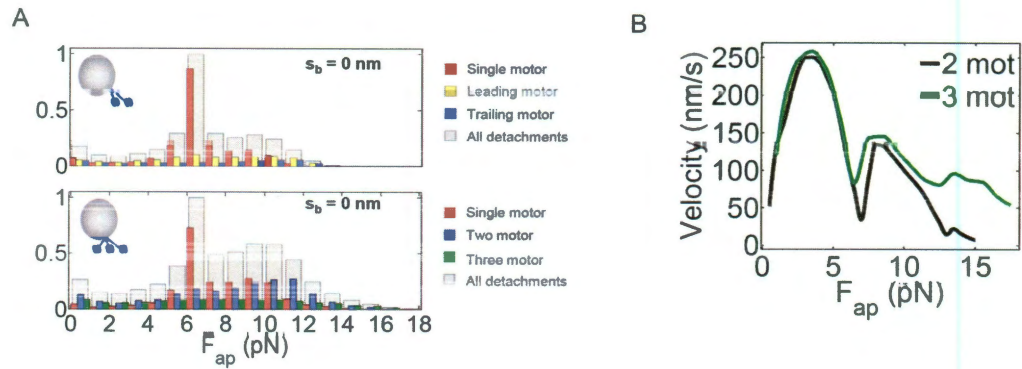 A
B
1
0.5
0
s_b = 0 nm
Single motor
Leading motor
Trailing motor
All detachments
1
0.5
0
s_b = 0 nm
Single motor
Two motor
Three motor
All detachments
0 2 4 6 8 10 12 14 16 18
F_ap (pN)
2 mot
3 mot
250
200
150
100
50
0
Velocity (nm/s)
0 5 10 15
F_ap (pN)